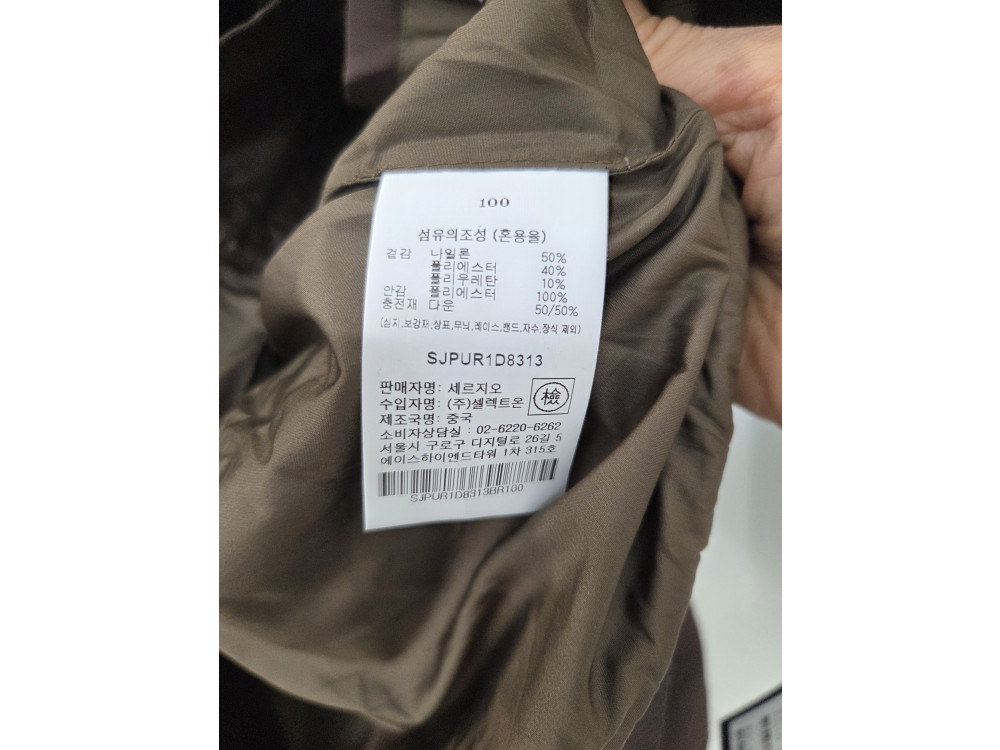 100
섬유의조성 (혼용율)
겉감 나일론 50%
폴리에스터 40%
폴리우레탄 10%
안감 폴리에스터 100%
충전재 다운 50/50%
(심지,보강재,상표,무늬,레이스,밴드,자수,장식 제외)
SJPUR1D8313
판매자명: 세르지오
수입자명: (주)셀렉트온
檢
제조국명: 중국
소비자상담실 : 02-6220-6262
서울시 구로구 디지털로 26길 5
에이스하이엔드타워 1차 315호
SJPUR1D8313BR100